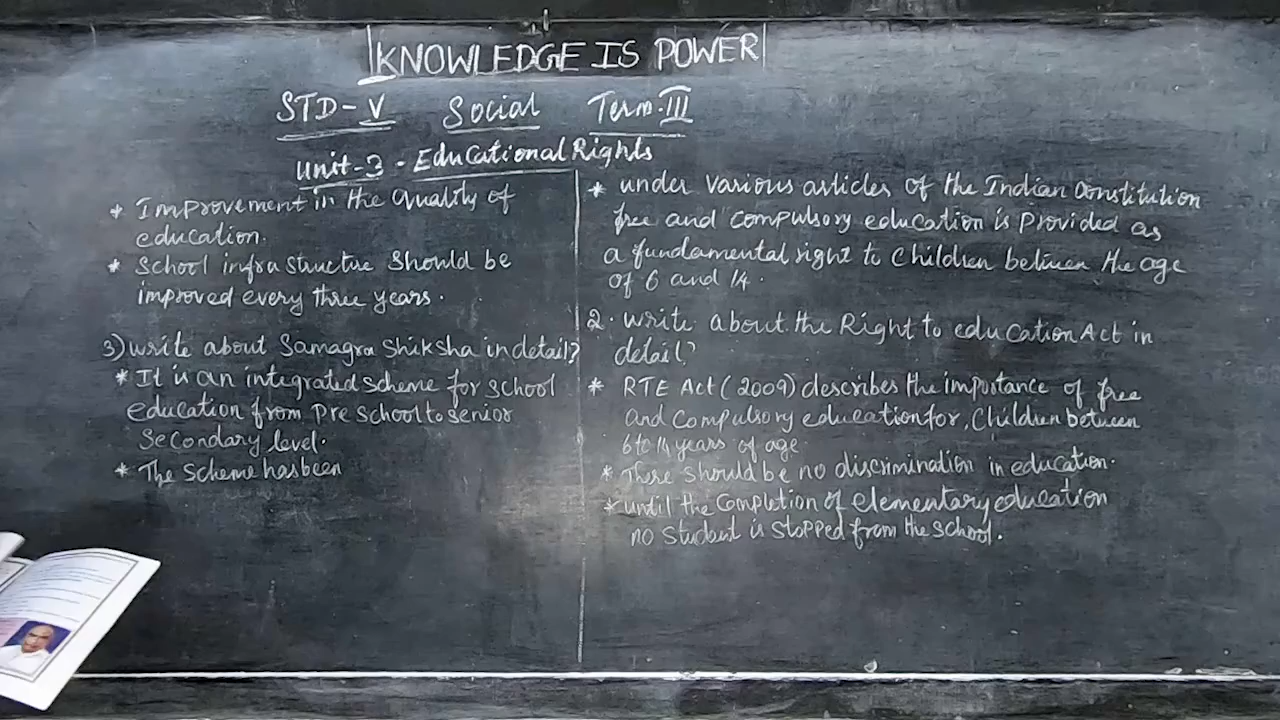 KNOWLEDGE IS POWER
STD-V Social Term-III
Unit-3 - Educational Rights
* Improvement in the quality of
education.
* School infrastructure should be
improved every three years.
3) write about Samagra Shiksha in detail?
* It is an integrated scheme for school
education from pre school to senior
secondary level.
* The scheme has been
* under various articles of the Indian Constitution
free and compulsory education is provided as
a fundamental right to children between the age
of 6 and 14.
2. write about the Right to education Act in
detail?
* RTE Act (2009) describes the importance of free
and compulsory education for children between
6 to 14 years of age
* There should be no discrimination in education.
* until the completion of elementary education
no student is stopped from the school.